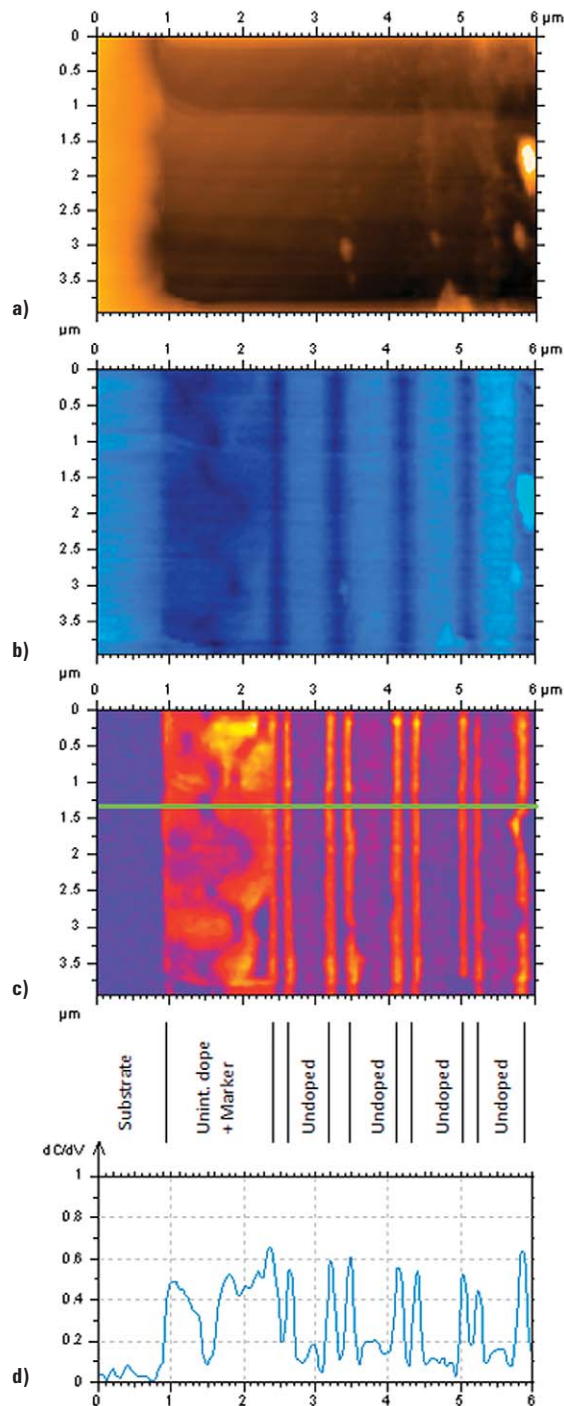 0 1 2 3 4 5 6 µm
0
0.5
1
1.5
2
2.5
3
3.5
µm
a)
0 1 2 3 4 5 6 µm
0
0.5
1
1.5
2
2.5
3
3.5
µm
b)
0 1 2 3 4 5 6 µm
0
0.5
1
1.5
2
2.5
3
3.5
µm
c)
Substrate
Unint. dope
+ Marker
Undoped
Undoped
Undoped
Undoped
dC/dV
1
0.8
0.6
0.4
0.2
0
0 1 2 3 4 5 6
d)